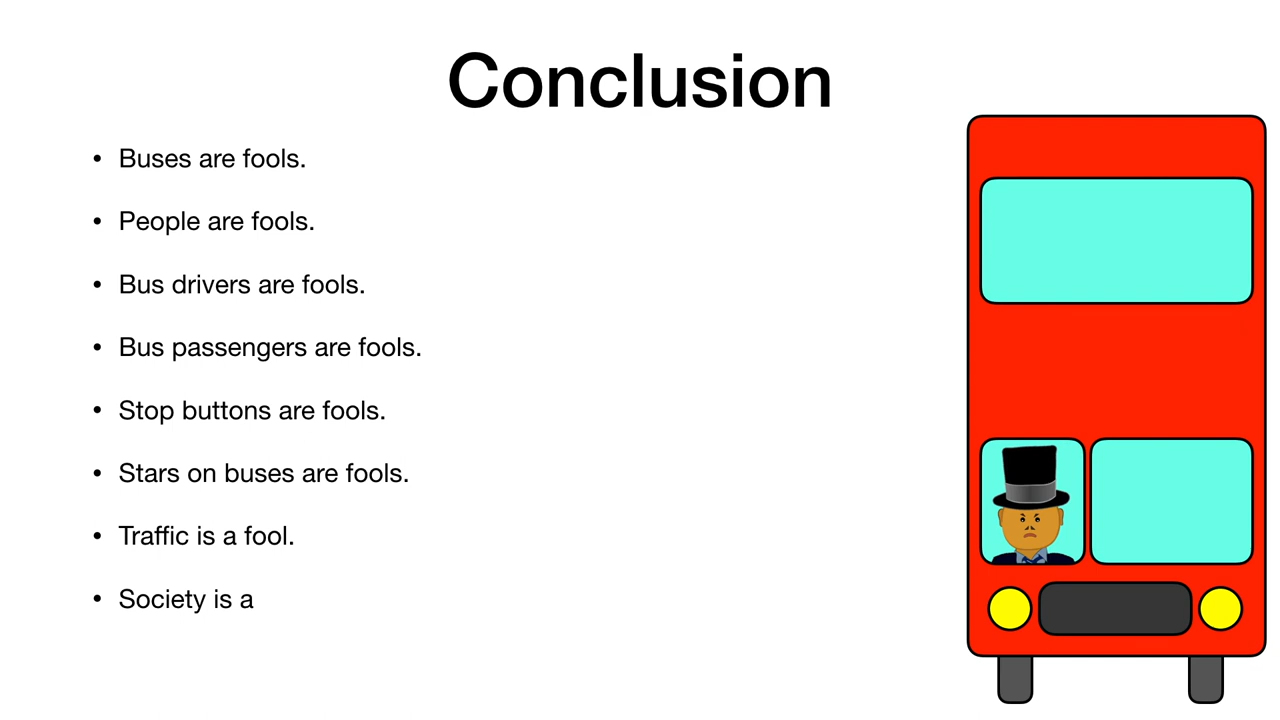 Conclusion
• Buses are fools.
• People are fools.
• Bus drivers are fools.
• Bus passengers are fools.
• Stop buttons are fools.
• Stars on buses are fools.
• Traffic is a fool.
• Society is a